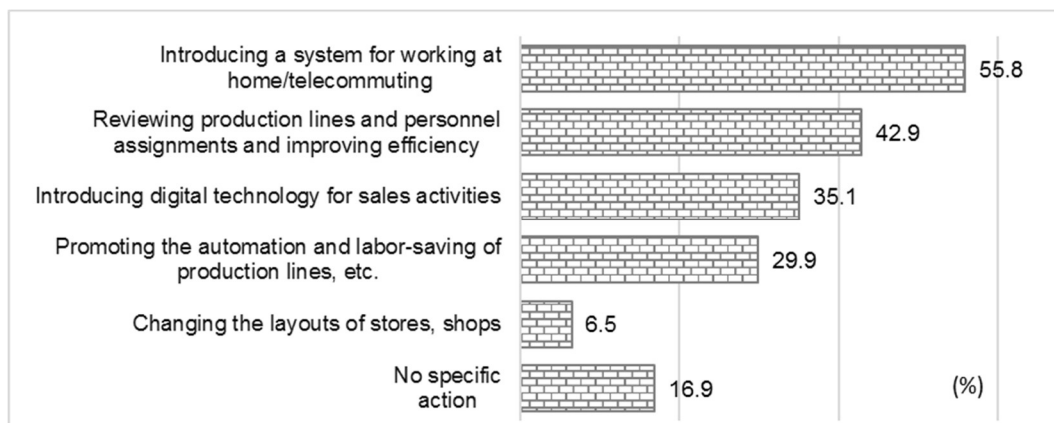 Introducing a system for working at
home/telecommuting
55.8
Reviewing production lines and personnel
assignments and improving efficiency
42.9
Introducing digital technology for sales activities
35.1
Promoting the automation and labor-saving of
production lines, etc.
29.9
Changing the layouts of stores, shops
6.5
No specific
action
16.9
(%)